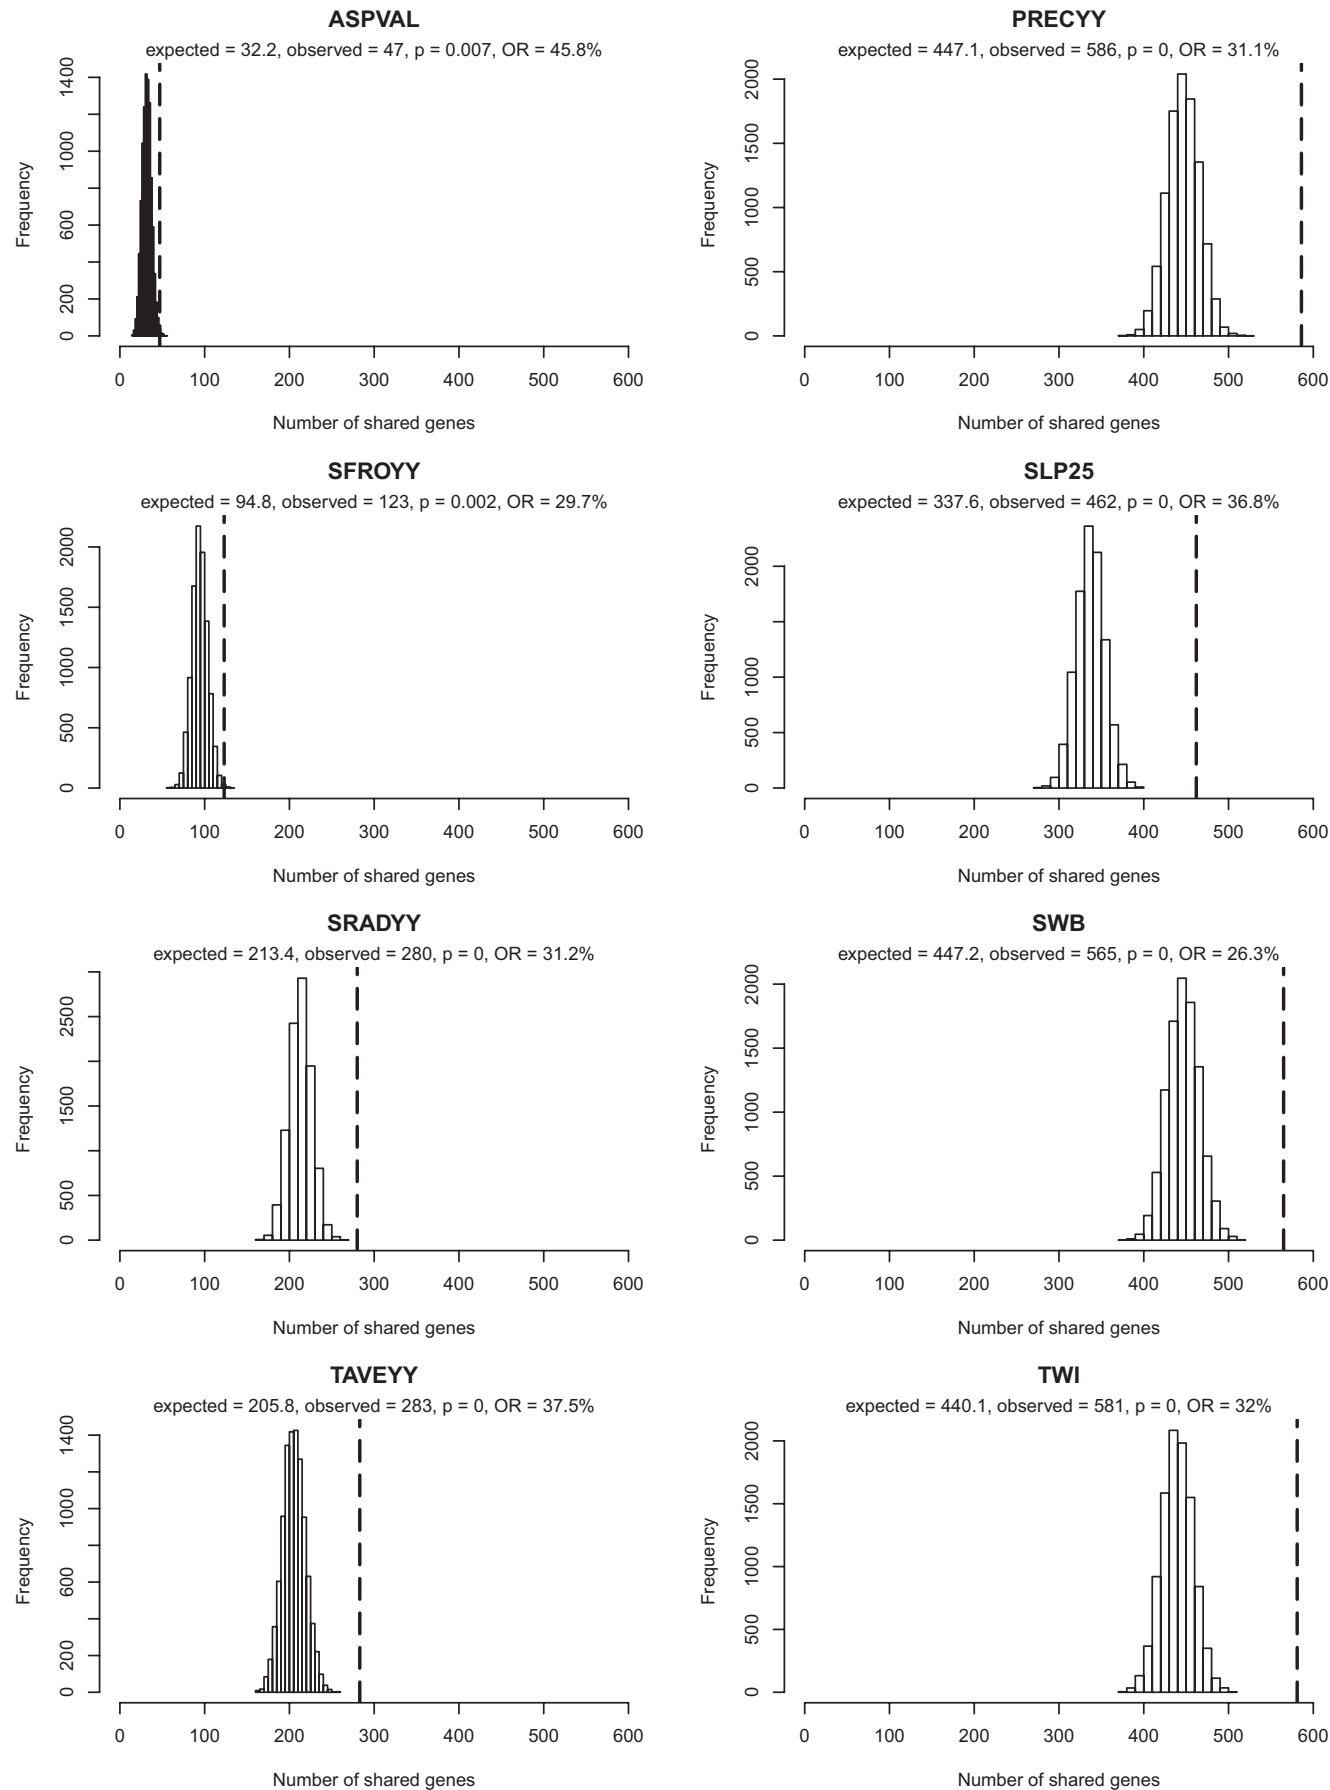 ASPVAL
expected = 32.2, observed = 47, p = 0.007, OR = 45.8%
Frequency
0 200 600 1000 1400
0 100 200 300 400 500 600
Number of shared genes
PRECYY
expected = 447.1, observed = 586, p = 0, OR = 31.1%
Frequency
0 500 1000 1500 2000
0 100 200 300 400 500 600
Number of shared genes
SFROYY
expected = 94.8, observed = 123, p = 0.002, OR = 29.7%
Frequency
0 500 1000 1500 2000
0 100 200 300 400 500 600
Number of shared genes
SLP25
expected = 337.6, observed = 462, p = 0, OR = 36.8%
Frequency
0 500 1000 2000
0 100 200 300 400 500 600
Number of shared genes
SRADYY
expected = 213.4, observed = 280, p = 0, OR = 31.2%
Frequency
0 500 1500 2500
0 100 200 300 400 500 600
Number of shared genes
SWB
expected = 447.2, observed = 565, p = 0, OR = 26.3%
Frequency
0 500 1000 1500 2000
0 100 200 300 400 500 600
Number of shared genes
TAVEYY
expected = 205.8, observed = 283, p = 0, OR = 37.5%
Frequency
0 200 600 1000 1400
0 100 200 300 400 500 600
Number of shared genes
TWI
expected = 440.1, observed = 581, p = 0, OR = 32%
Frequency
0 500 1000 1500 2000
0 100 200 300 400 500 600
Number of shared genes